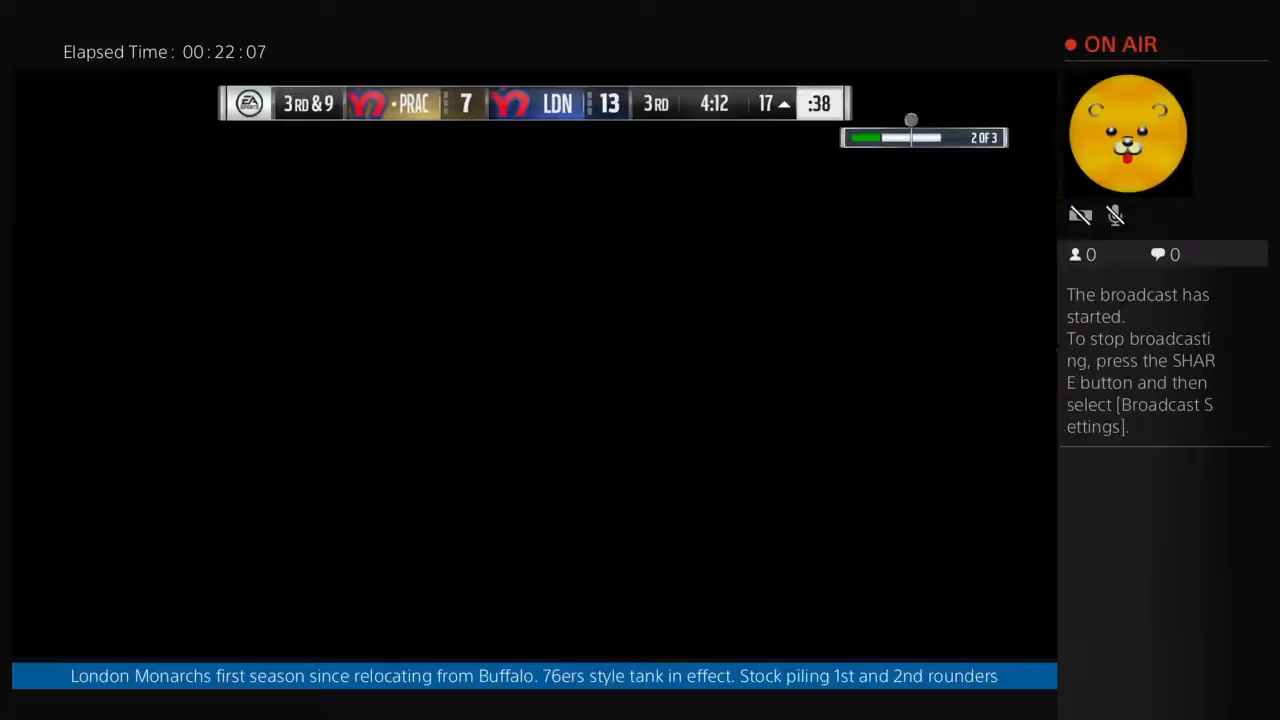 Elapsed Time: 00:22:07
ON AIR
EA SPORTS 3RD & 9 · PRAC 7 LDN 13 3RD 4:12 17 :38
2 OF 3
0 0
The broadcast has
started.
To stop broadcasti
ng, press the SHAR
E button and then
select [Broadcast S
ettings].
London Monarchs first season since relocating from Buffalo. 76ers style tank in effect. Stock piling 1st and 2nd rounders